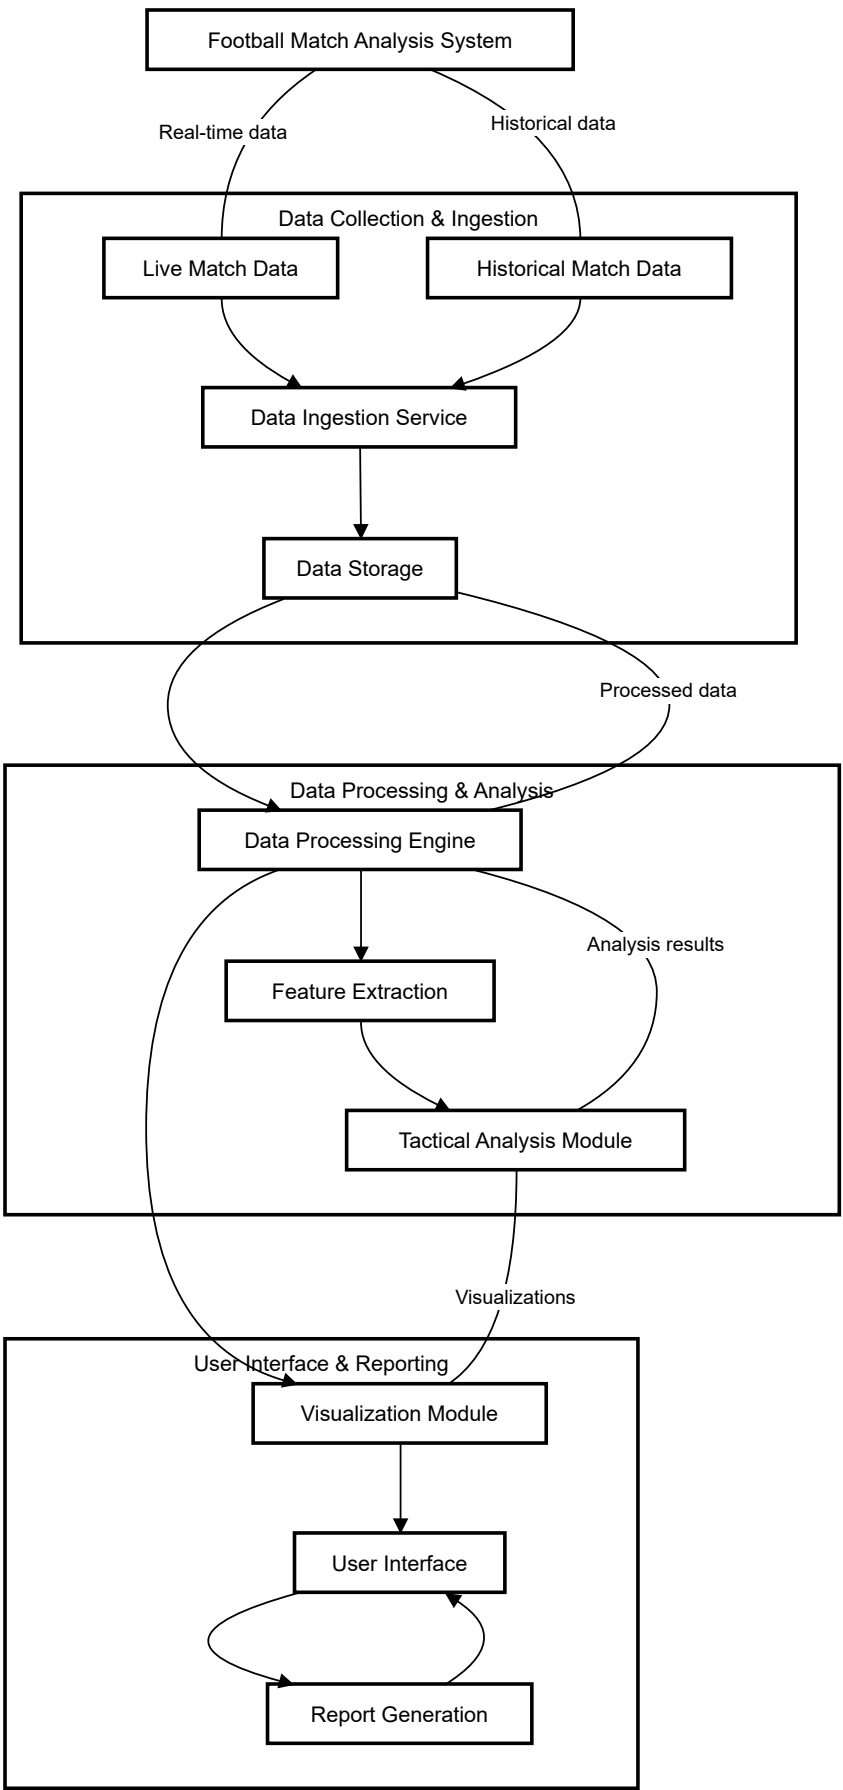 Football Match Analysis System
Real-time data
Historical data
Data Collection & Ingestion
Live Match Data
Historical Match Data
Data Ingestion Service
Data Storage
Processed data
Data Processing & Analysis
Data Processing Engine
Analysis results
Feature Extraction
Tactical Analysis Module
Visualizations
User Interface & Reporting
Visualization Module
User Interface
Report Generation